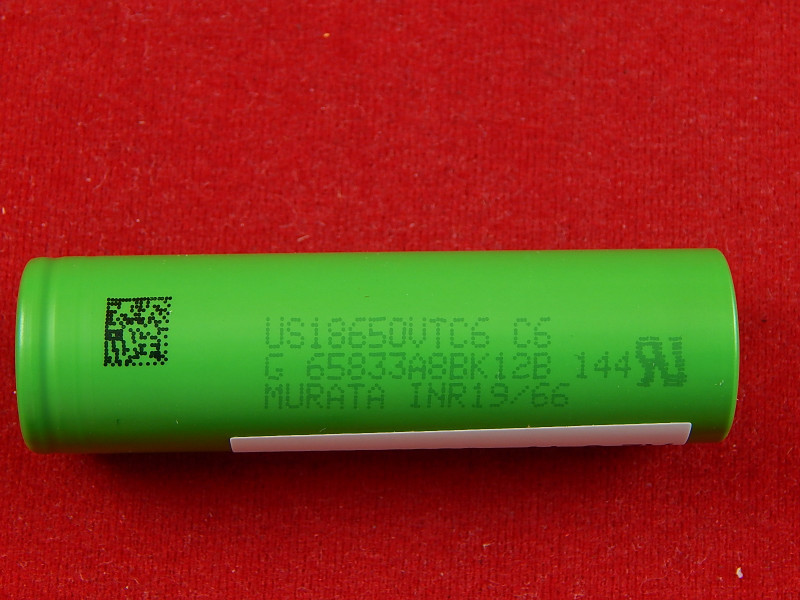 US18650VTC6 C6
G 65833A8BK12B 144
MURATA INR19/66